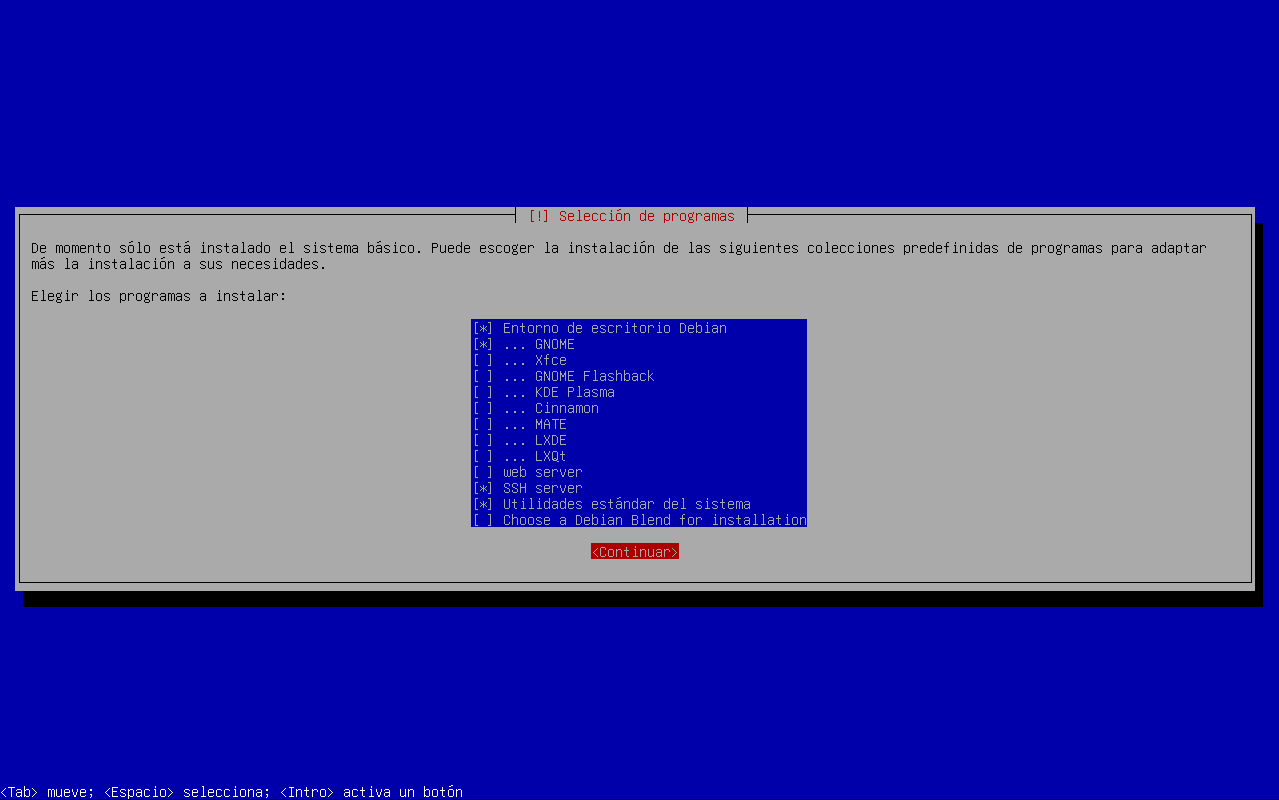 [!] Selección de programas
De momento sólo está instalado el sistema básico. Puede escoger la instalación de las siguientes colecciones predefinidas de programas para adaptar
más la instalación a sus necesidades.
Elegir los programas a instalar:
[*] Entorno de escritorio Debian
[*] ... GNOME
[ ] ... Xfce
[ ] ... GNOME Flashback
[ ] ... KDE Plasma
[ ] ... Cinnamon
[ ] ... MATE
[ ] ... LXDE
[ ] ... LXQt
[ ] web server
[*] SSH server
[*] Utilidades estándar del sistema
[ ] Choose a Debian Blend for installation
<Continuar>
<Tab> mueve; <Espacio> selecciona; <Intro> activa un botón